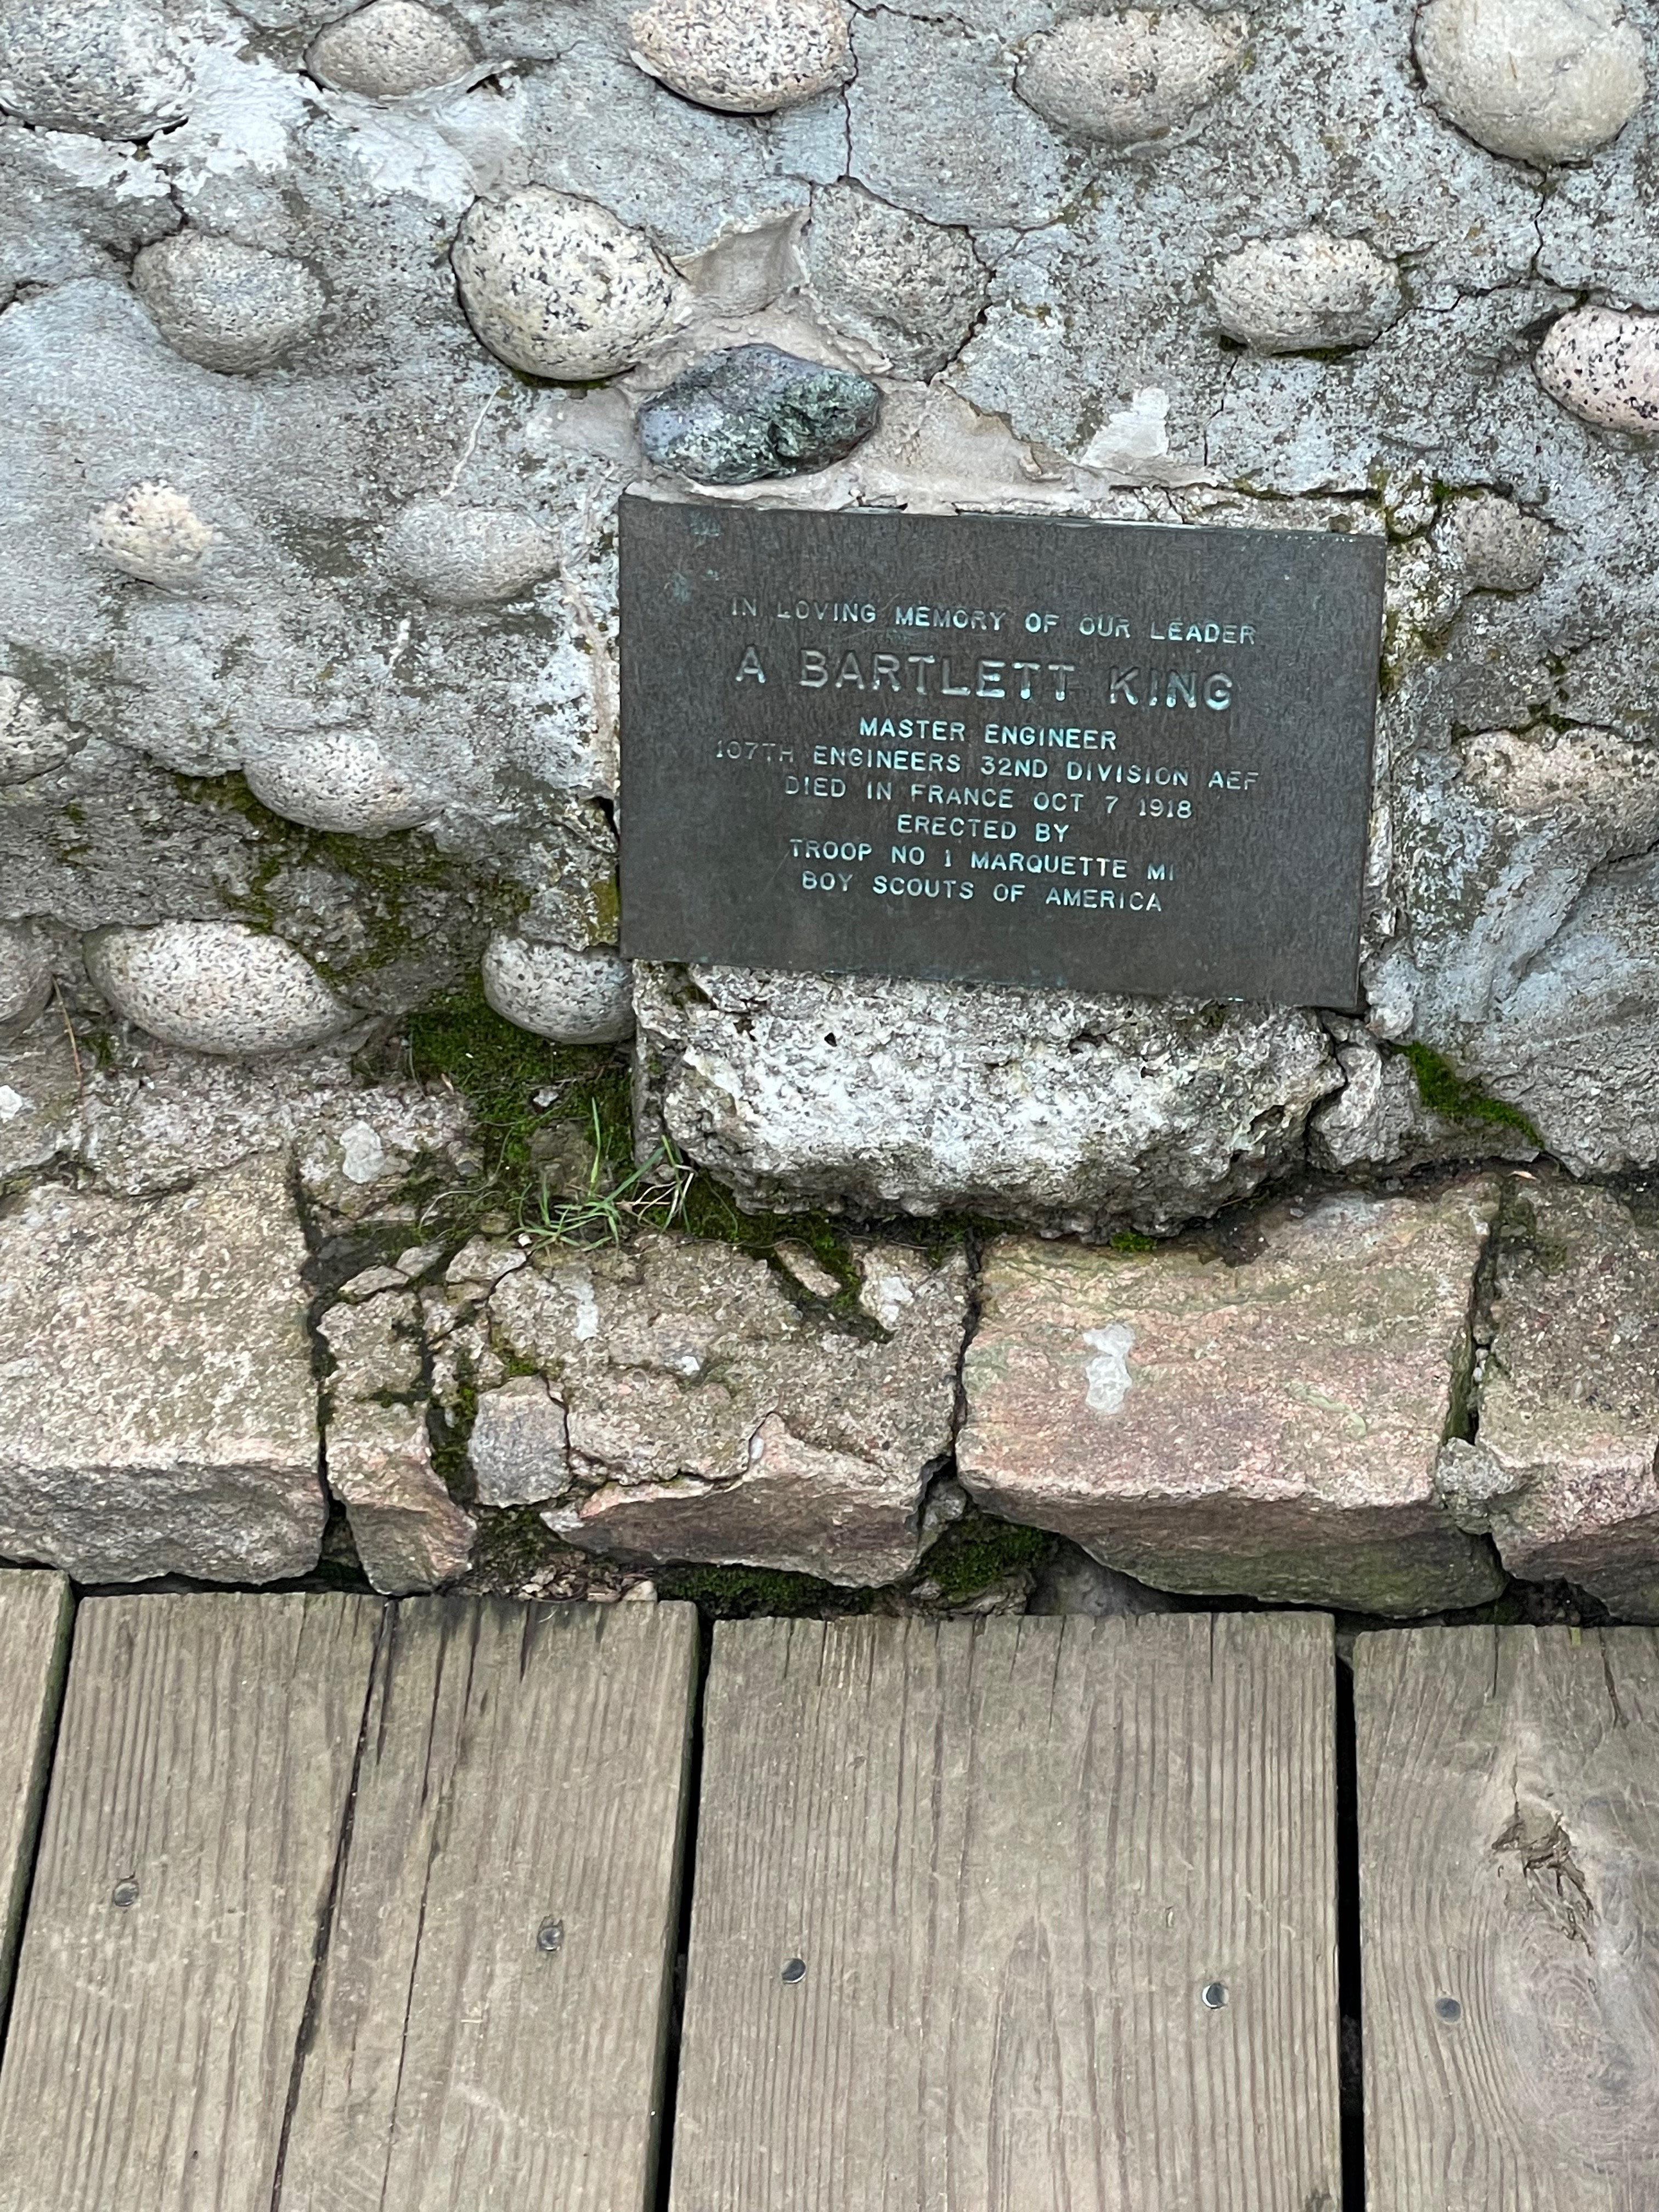 IN LOVING MEMORY OF OUR LEADER
A BARTLETT KING
MASTER ENGINEER
107TH ENGINEERS 32ND DIVISION AEF
DIED IN FRANCE OCT 7 1918
ERECTED BY
TROOP NO 1 MARQUETTE MI
BOY SCOUTS OF AMERICA